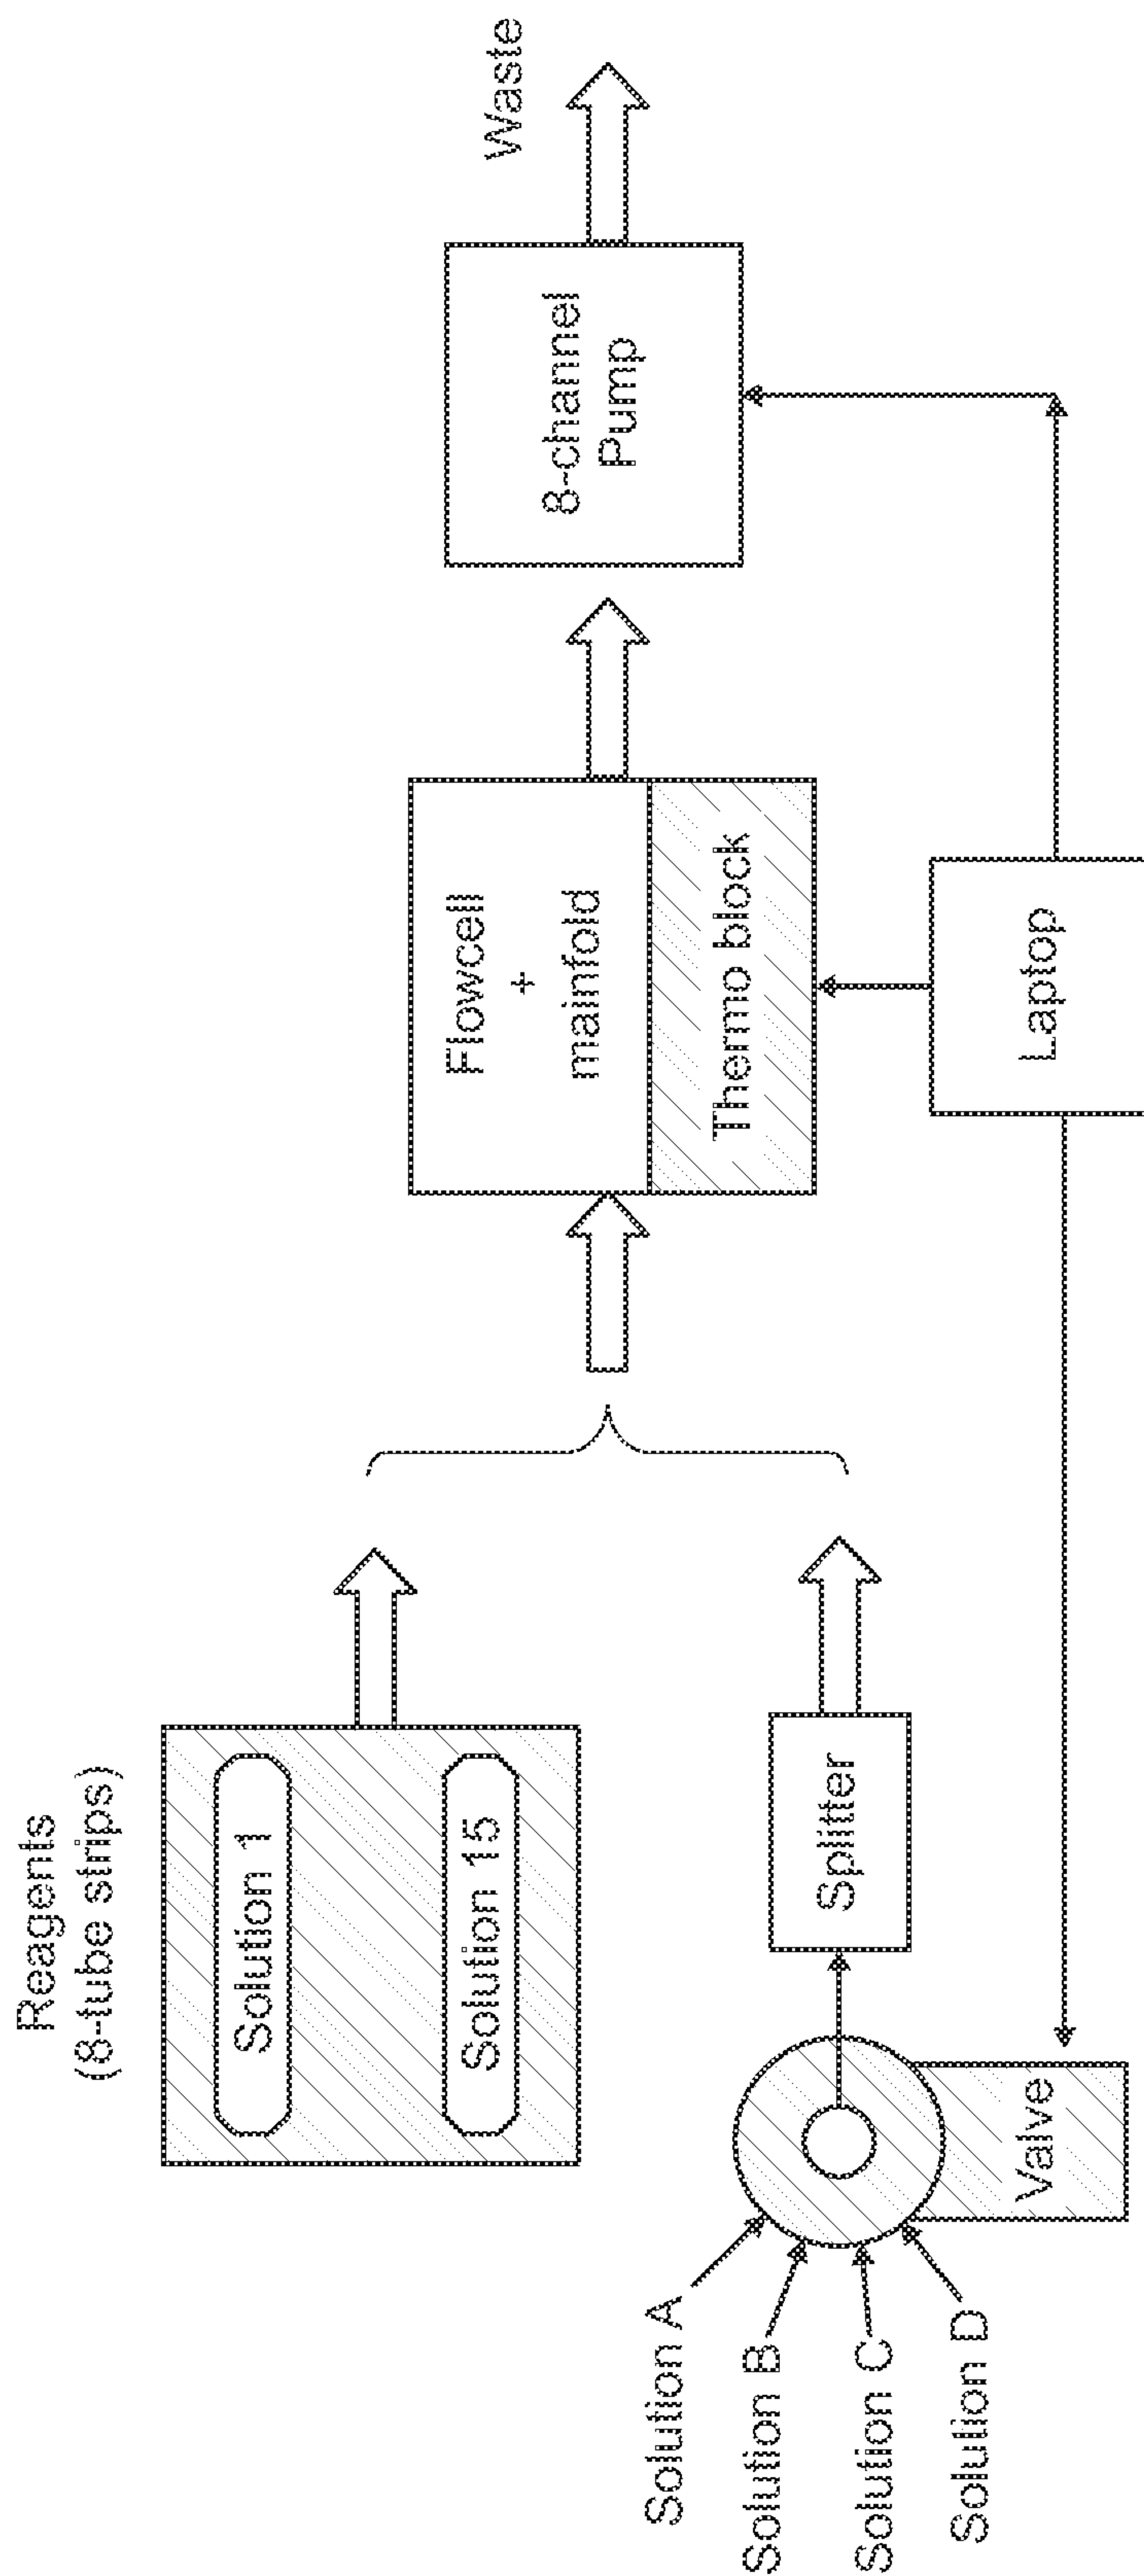 Reagents
(8-tube strips)
Solution 1
Solution 15
Solution A
Solution B
Solution C
Solution D
Valve
Splitter
Flowcell
+
mainfold
Thermo block
Laptop
8-channel
Pump
Waste